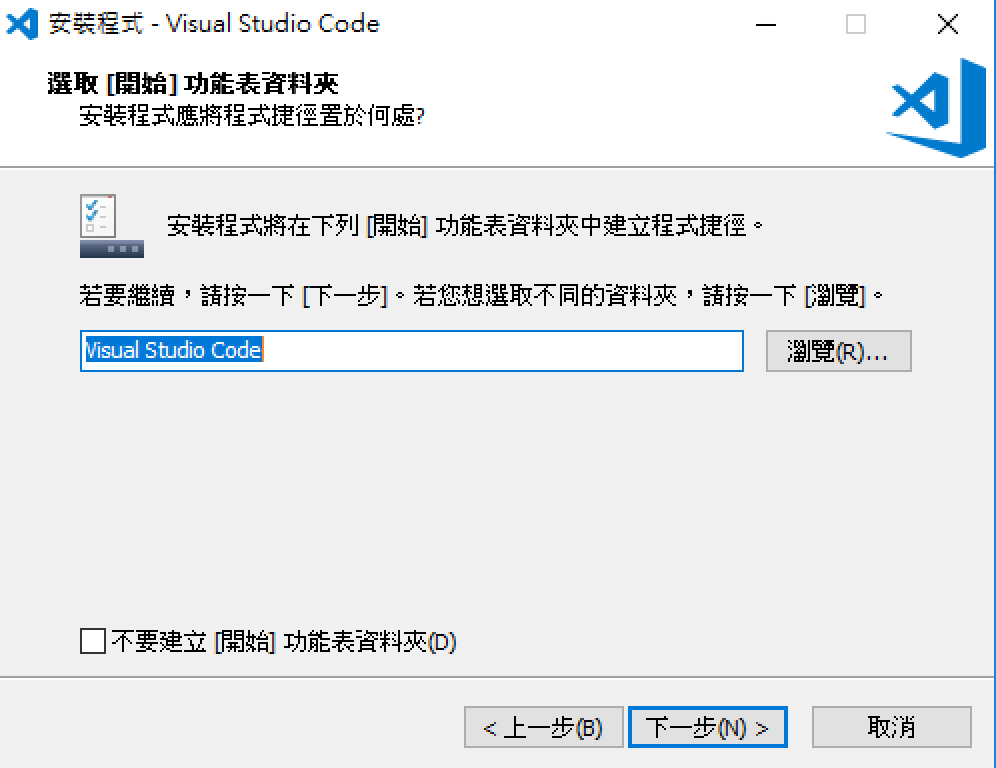 安裝程式 - Visual Studio Code
選取 [開始] 功能表資料夾
安裝程式應將程式捷徑置於何處?
安裝程式將在下列 [開始] 功能表資料夾中建立程式捷徑。
若要繼續，請按一下 [下一步]。若您想選取不同的資料夾，請按一下 [瀏覽]。
Visual Studio Code
瀏覽(R)...
不要建立 [開始] 功能表資料夾(D)
< 上一步(B)
下一步(N) >
取消